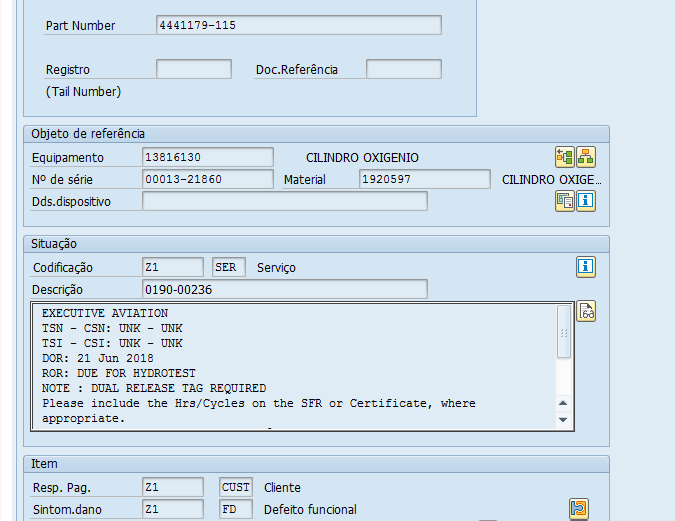 Part Number 4441179-115
Registro Doc.Referência
(Tail Number)
Objeto de referência
Equipamento 13816130 CILINDRO OXIGENIO
Nº de série 00013-21860 Material 1920597 CILINDRO OXIGE...
Dds.dispositivo
Situação
Codificação Z1 SER Serviço
Descrição 0190-00236
EXECUTIVE AVIATION
TSN - CSN: UNK - UNK
TSI - CSI: UNK - UNK
DOR: 21 Jun 2018
ROR: DUE FOR HYDROTEST
NOTE : DUAL RELEASE TAG REQUIRED
Please include the Hrs/Cycles on the SFR or Certificate, where
appropriate.
Item
Resp. Pag. Z1 CUST Cliente
Sintom.dano Z1 FD Defeito funcional